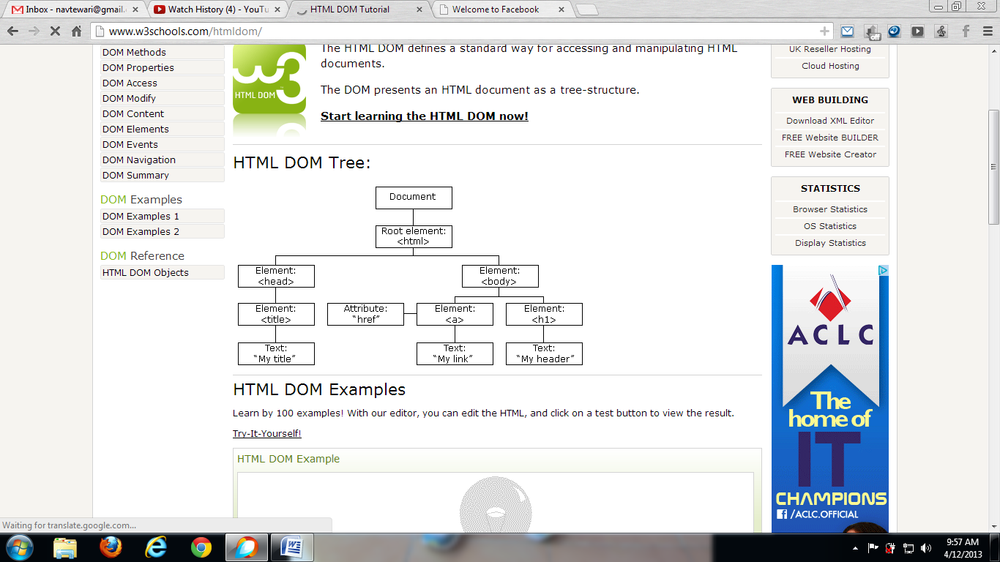 Inbox - navtewari@gmail.
Watch History (4) - YouTu
HTML DOM Tutorial
Welcome to Facebook
www.w3schools.com/htmldom/
off
DOM Methods
DOM Properties
DOM Access
DOM Modify
DOM Content
DOM Elements
DOM Events
DOM Navigation
DOM Summary
DOM Examples
DOM Examples 1
DOM Examples 2
DOM Reference
HTML DOM Objects
w3
HTML DOM
The HTML DOM defines a standard way for accessing and manipulating HTML
documents.
The DOM presents an HTML document as a tree-structure.
Start learning the HTML DOM now!
HTML DOM Tree:
Document
Root element:
<html>
Element:
<head>
Element:
<body>
Element:
<title>
Attribute:
“href”
Element:
<a>
Element:
<h1>
Text:
“My title”
Text:
“My link”
Text:
“My header”
HTML DOM Examples
Learn by 100 examples! With our editor, you can edit the HTML, and click on a test button to view the result.
Try-It-Yourself!
HTML DOM Example
UK Reseller Hosting
Cloud Hosting
WEB BUILDING
Download XML Editor
FREE Website BUILDER
FREE Website Creator
STATISTICS
Browser Statistics
OS Statistics
Display Statistics
ACLC
The
home of
IT
CHAMPIONS
/ACLC.OFFICIAL
Waiting for translate.google.com...
9:57 AM
4/12/2013